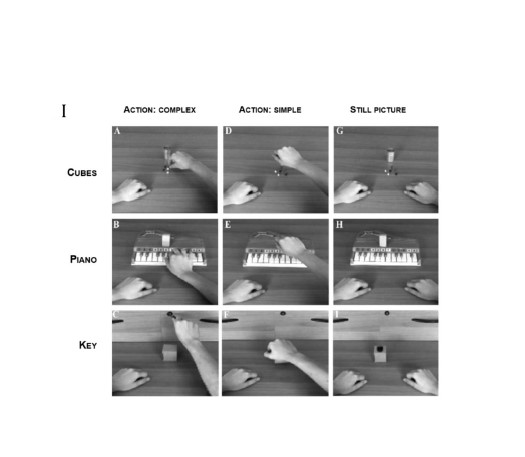 I
ACTION: COMPLEX ACTION: SIMPLE STILL PICTURE
A D G
CUBES
B E H
PIANO
C F I
KEY